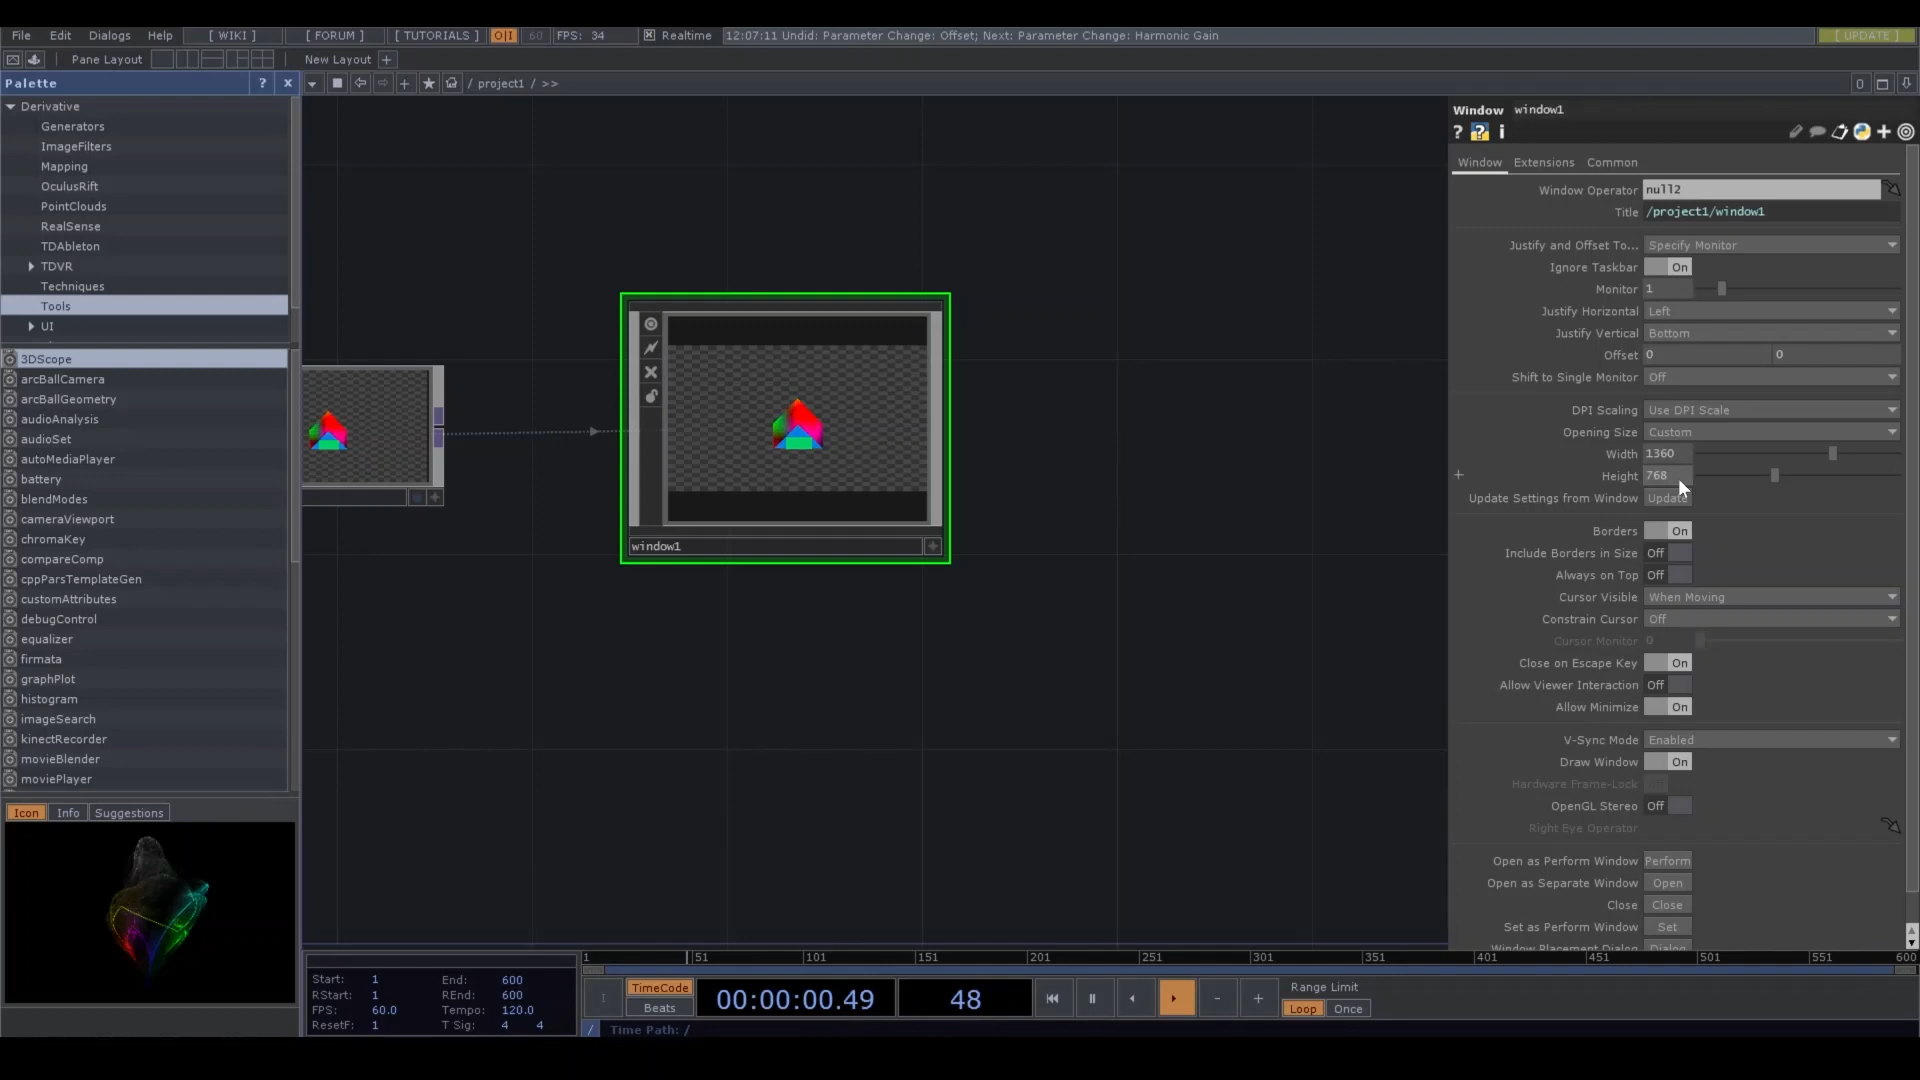 File Edit Dialogs Help [ WIKI ] [ FORUM ] [ TUTORIALS ] O|I 60 FPS: 34 Realtime 12:07:11 Undid: Parameter Change: Offset; Next: Parameter Change: Harmonic Gain [ UPDATE ]
Pane Layout New Layout +
Palette ? x / project1 / >> 0
Derivative
Generators
ImageFilters
Mapping
OculusRift
PointClouds
RealSense
TDAbleton
TDVR
Techniques
Tools
UI
3DScope
arcBallCamera
arcBallGeometry
audioAnalysis
audioSet
autoMediaPlayer
battery
blendModes
cameraViewport
chromaKey
compareComp
cppParsTemplateGen
customAttributes
debugControl
equalizer
firmata
graphPlot
histogram
imageSearch
kinectRecorder
movieBlender
moviePlayer
Icon Info Suggestions
window1
Window window1
? ? i
Window Extensions Common
Window Operator null2
Title /project1/window1
Justify and Offset To... Specify Monitor
Ignore Taskbar On
Monitor 1
Justify Horizontal Left
Justify Vertical Bottom
Offset 0 0
Shift to Single Monitor Off
DPI Scaling Use DPI Scale
Opening Size Custom
Width 1360
Height 768
Update Settings from Window Update
Borders On
Include Borders in Size Off
Always on Top Off
Cursor Visible When Moving
Constrain Cursor Off
Cursor Monitor 0
Close on Escape Key On
Allow Viewer Interaction Off
Allow Minimize On
V-Sync Mode Enabled
Draw Window On
Hardware Frame-Lock
OpenGL Stereo Off
Right Eye Operator
Open as Perform Window Perform
Open as Separate Window Open
Close Close
Set as Perform Window Set
Window Placement Dialog Dialog
1 51 101 151 201 251 301 351 401 451 501 551 600
Start: 1 End: 600
RStart: 1 REnd: 600
FPS: 60.0 Tempo: 120.0
ResetF: 1 T Sig: 4 4
TimeCode
Beats
00:00:00.49 48
Range Limit
Loop Once
/ Time Path: /